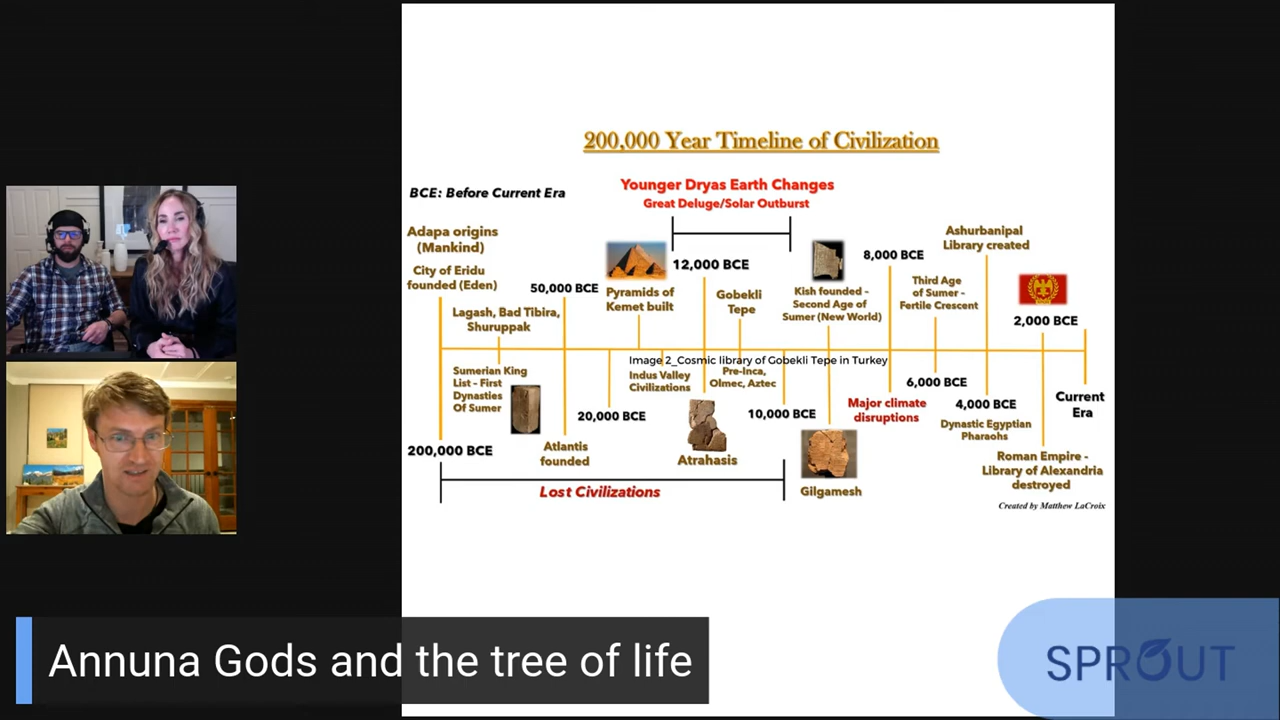 200,000 Year Timeline of Civilization
BCE: Before Current Era
Younger Dryas Earth Changes
Great Deluge/Solar Outburst
Adapa origins
(Mankind)
City of Eridu
founded (Eden)
Lagash, Bad Tibira,
Shuruppak
50,000 BCE
Pyramids of
Kemet built
12,000 BCE
Gobekli
Tepe
Kish founded -
Second Age of
Sumer (New World)
8,000 BCE
Third Age
of Sumer -
Fertile Crescent
Ashurbanipal
Library created
2,000 BCE
Image 2_Cosmic library of Gobekli Tepe in Turkey
Sumerian King
List - First
Dynasties
Of Sumer
200,000 BCE
Atlantis
founded
20,000 BCE
Indus Valley
Civilizations
Atrahasis
Pre-Inca,
Olmec, Aztec
10,000 BCE
Gilgamesh
Major climate
disruptions
6,000 BCE
4,000 BCE
Dynastic Egyptian
Pharaohs
Roman Empire -
Library of Alexandria
destroyed
Current
Era
Lost Civilizations
Created by Matthew LaCroix
Annuna Gods and the tree of life
SPROUT